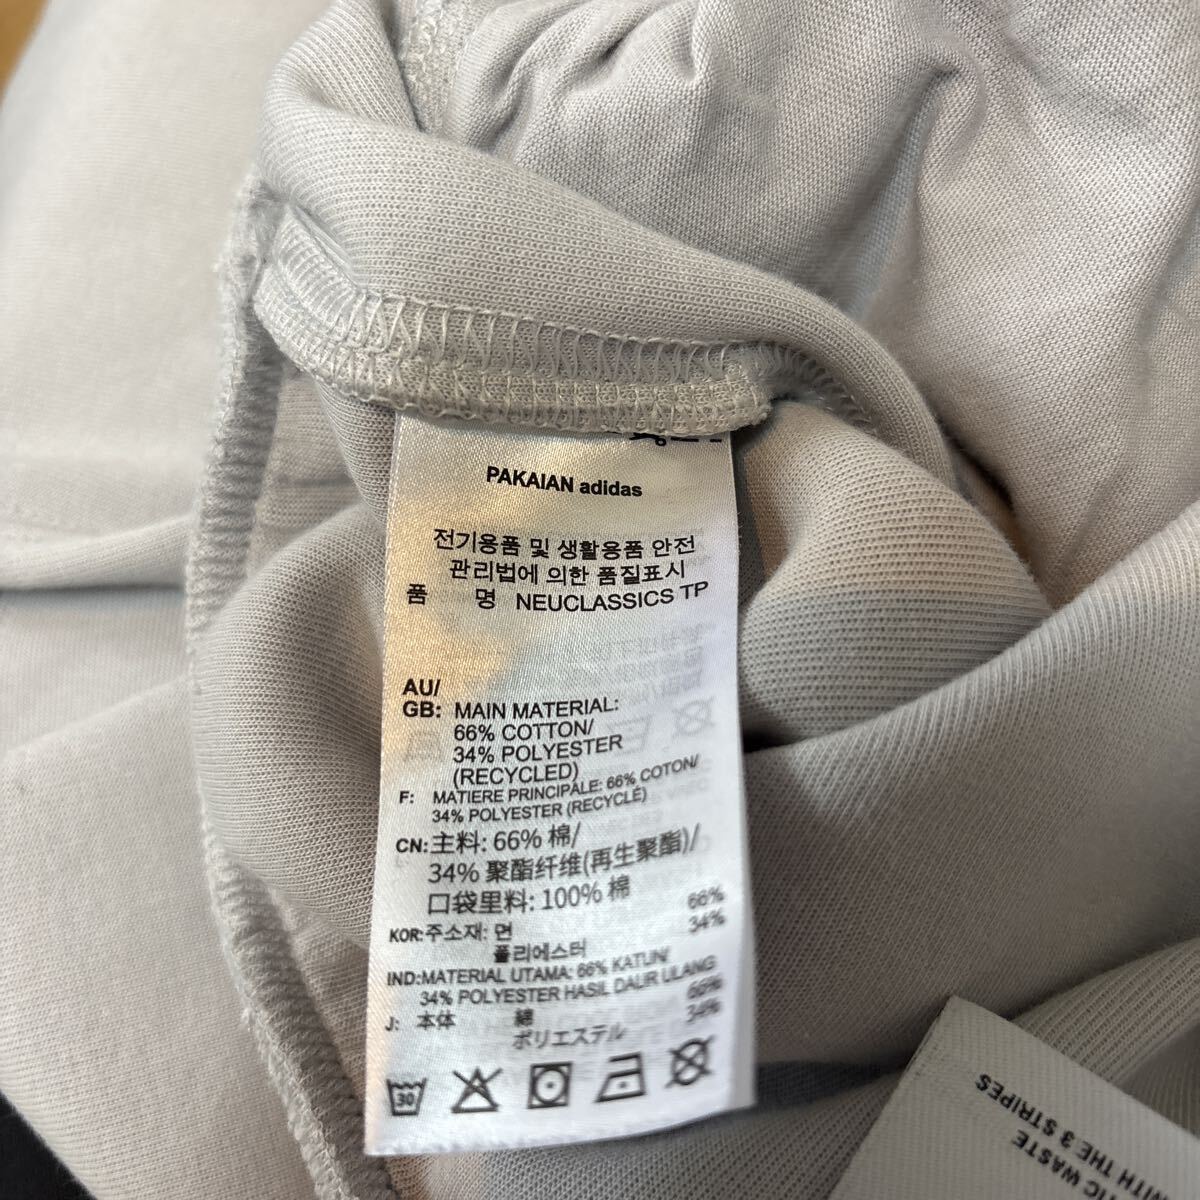 PAKAIAN adidas
전기용품 및 생활용품 안전
관리법에 의한 품질표시
품 명 NEUCLASSICS TP
AU/
GB: MAIN MATERIAL:
66% COTTON/
34% POLYESTER
(RECYCLED)
F: MATIERE PRINCIPALE: 66% COTON/
34% POLYESTER (RECYCLÉ)
CN: 主料: 66% 棉/
34% 聚酯纤维(再生聚酯)/
口袋里料: 100% 棉
KOR: 주소재: 면 66%
폴리에스터 34%
IND: MATERIAL UTAMA: 66% KATUN/
34% POLYESTER HASIL DAUR ULANG
J: 本体 綿 66%
ポリエステル 34%
30
IC WASTE
WITH THE 3 STRIPES